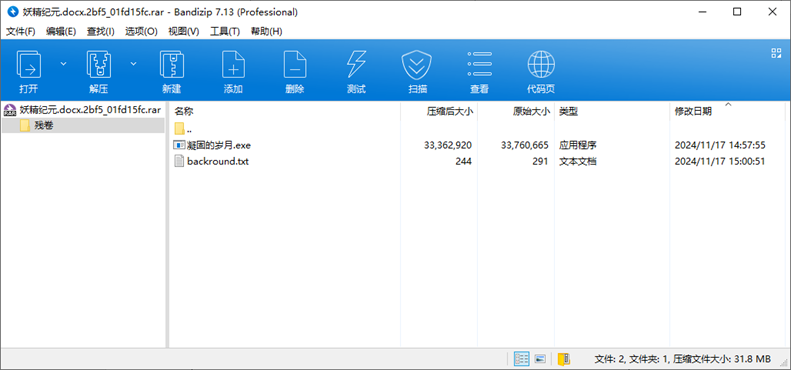 妖精纪元.docx.2bf5_01fd15fc.rar - Bandizip 7.13 (Professional)
文件(F) 编辑(E) 查找(I) 选项(O) 视图(V) 工具(T) 帮助(H)
打开 解压 新建 添加 删除 测试 扫描 查看 代码页
妖精纪元.docx.2bf5_01fd15fc.rar
残卷
名称 压缩后大小 原始大小 类型 修改日期
..
凝固的岁月.exe 33,362,920 33,760,665 应用程序 2024/11/17 14:57:55
backround.txt 244 291 文本文档 2024/11/17 15:00:51
文件: 2, 文件夹: 1, 压缩文件大小: 31.8 MB